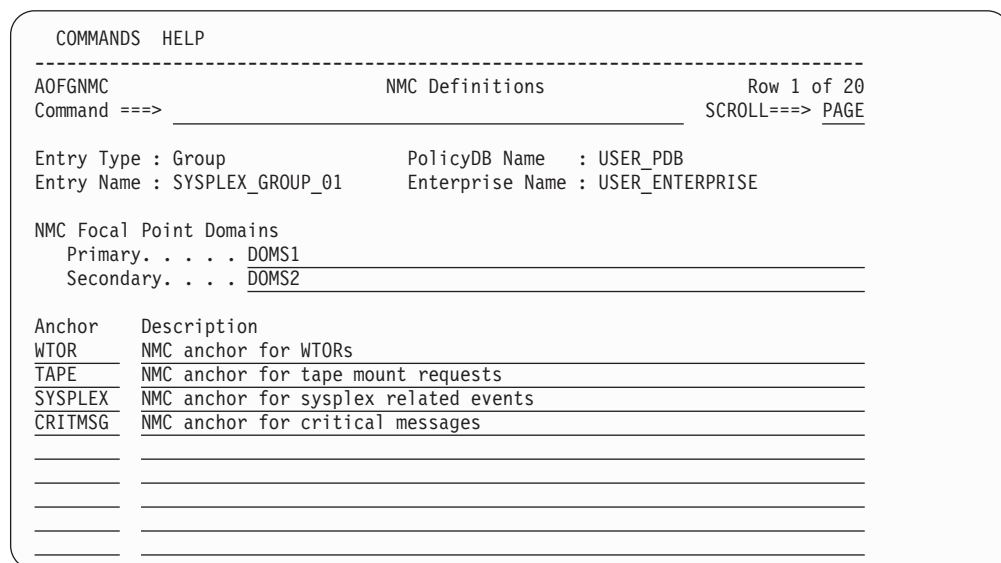 COMMANDS HELP
-------------------------------------------------------------------------------
AOFGNMC NMC Definitions Row 1 of 20
Command ===> SCROLL===> PAGE
Entry Type : Group PolicyDB Name : USER_PDB
Entry Name : SYSPLEX_GROUP_01 Enterprise Name : USER_ENTERPRISE
NMC Focal Point Domains
Primary. . . . . DOMS1
Secondary. . . . DOMS2
Anchor Description
WTOR NMC anchor for WTORs
TAPE NMC anchor for tape mount requests
SYSPLEX NMC anchor for sysplex related events
CRITMSG NMC anchor for critical messages